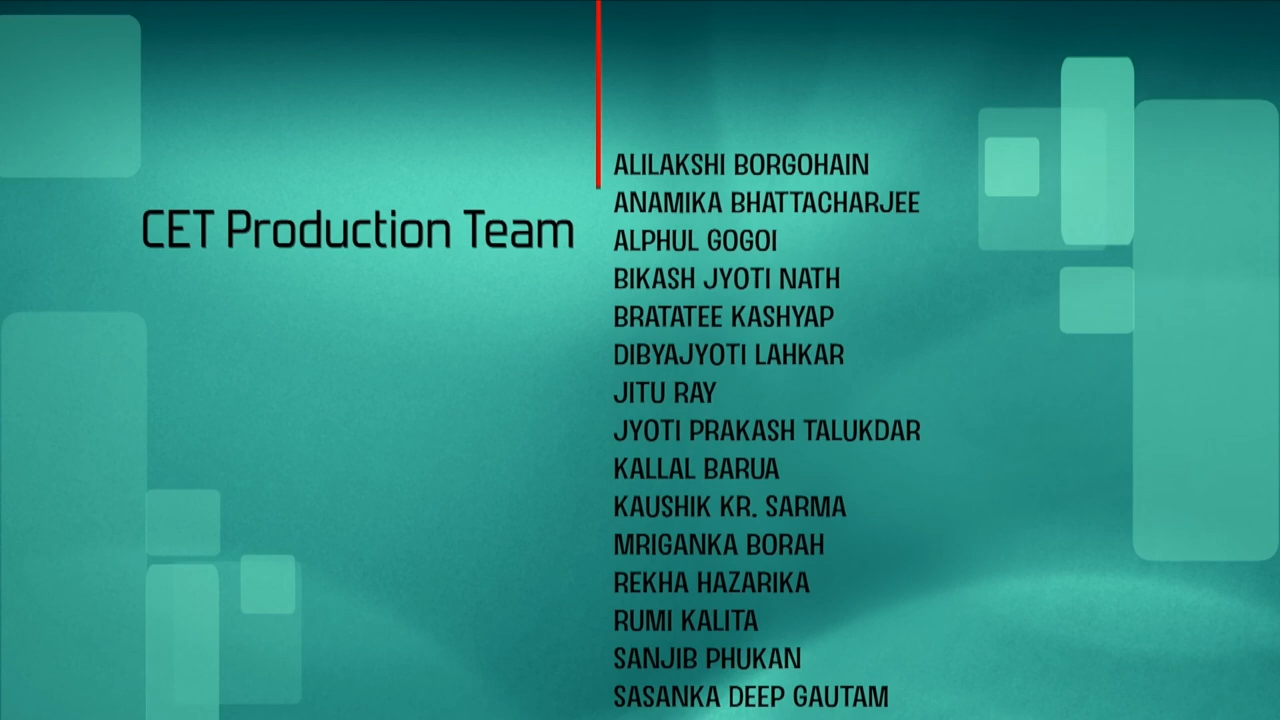 CET Production Team
ALILAKSHI BORGOHAIN
ANAMIKA BHATTACHARJEE
ALPHUL GOGOI
BIKASH JYOTI NATH
BRATATEE KASHYAP
DIBYAJYOTI LAHKAR
JITU RAY
JYOTI PRAKASH TALUKDAR
KALLAL BARUA
KAUSHIK KR. SARMA
MRIGANKA BORAH
REKHA HAZARIKA
RUMI KALITA
SANJIB PHUKAN
SASANKA DEEP GAUTAM